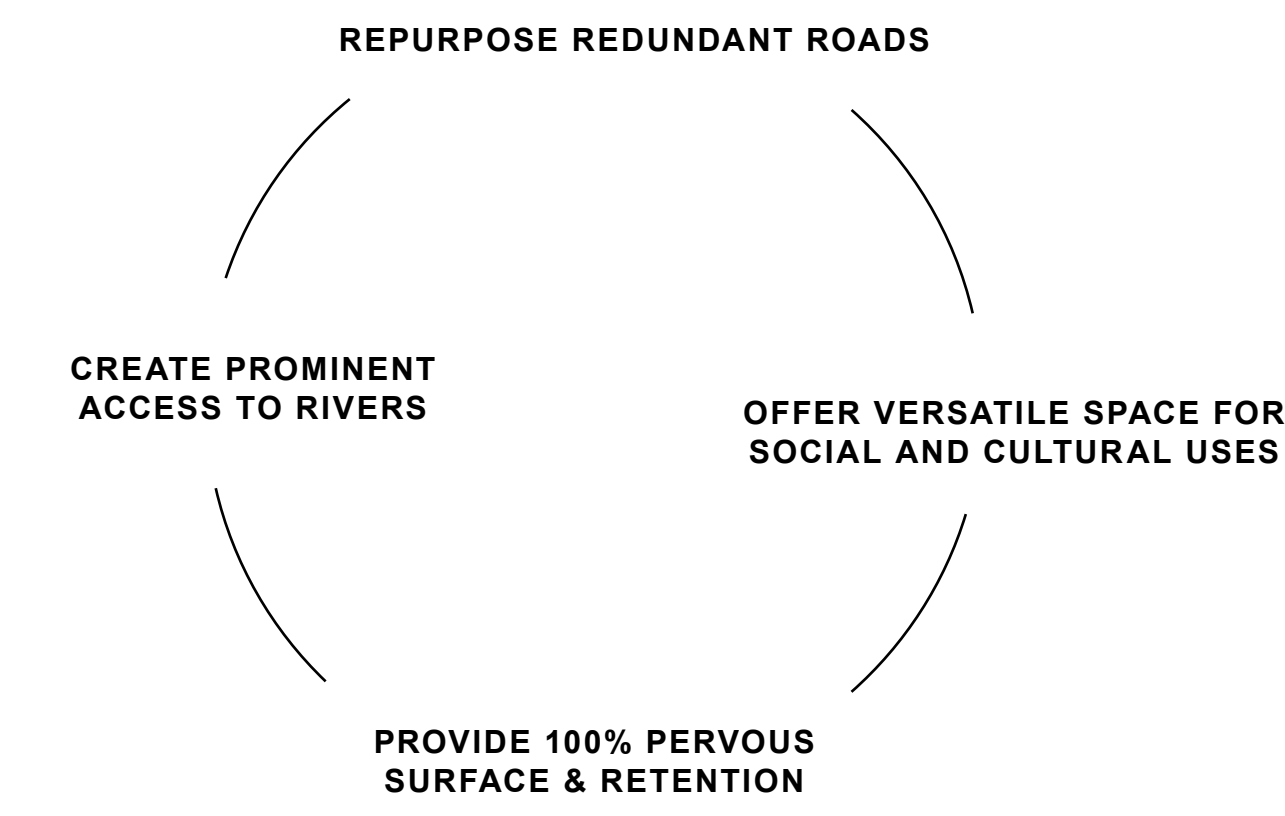 REPURPOSE REDUNDANT ROADS
CREATE PROMINENT
ACCESS TO RIVERS
OFFER VERSATILE SPACE FOR
SOCIAL AND CULTURAL USES
PROVIDE 100% PERVOUS
SURFACE & RETENTION